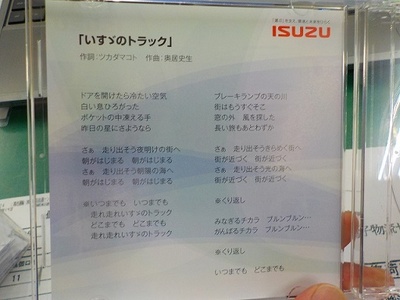 ISUZU
「いすゞのトラック」
作詞：ツカダマコト　作曲：奥居史生
ドアを開けたら冷たい空気
白い息ひろがった
ポケットの中凍える手
昨日の星にさようなら
さぁ　走り出そう夜明けの街へ
朝がはじまる　朝がはじまる
さぁ　走り出そう朝陽の海へ
朝がはじまる　朝がはじまる
※いつまでも　いつまでも
走れ走れいすゞのトラック
どこまでも　どこまでも
走れ走れいすゞのトラック
ブレーキランプの天の川
街はもうすぐそこ
窓の外　風を探した
長い旅もあとわずか
さぁ　走り出そうきらめく街へ
街が近づく　街が近づく
さぁ　走り出そう光の海へ
街が近づく　街が近づく
※くり返し
みなぎるチカラ　ブルンブルン…
がんばるチカラ　ブルンブルン…
※くり返し
いつまでも　どこまでも
11